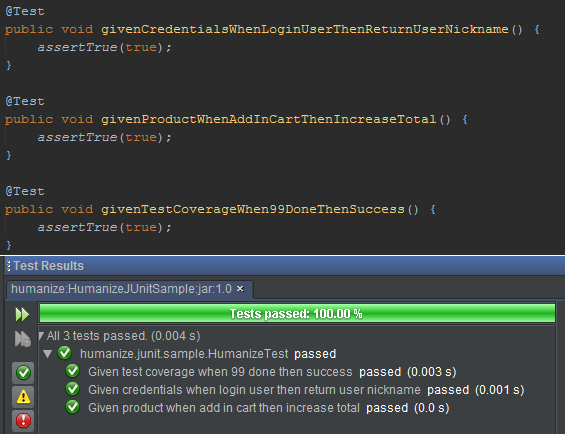 @Test
public void givenCredentialsWhenLoginUserThenReturnUserNickname() {
assertTrue(true);
}
@Test
public void givenProductWhenAddInCartThenIncreaseTotal() {
assertTrue(true);
}
@Test
public void givenTestCoverageWhen99DoneThenSuccess() {
assertTrue(true);
}
Test Results
humanize:HumanizeJUnitSample:jar:1.0 ×
Tests passed: 100.00 %
All 3 tests passed. (0.004 s)
humanize.junit.sample.HumanizeTest passed
Given test coverage when 99 done then success passed (0.003 s)
Given credentials when login user then return user nickname passed (0.001 s)
Given product when add in cart then increase total passed (0.0 s)